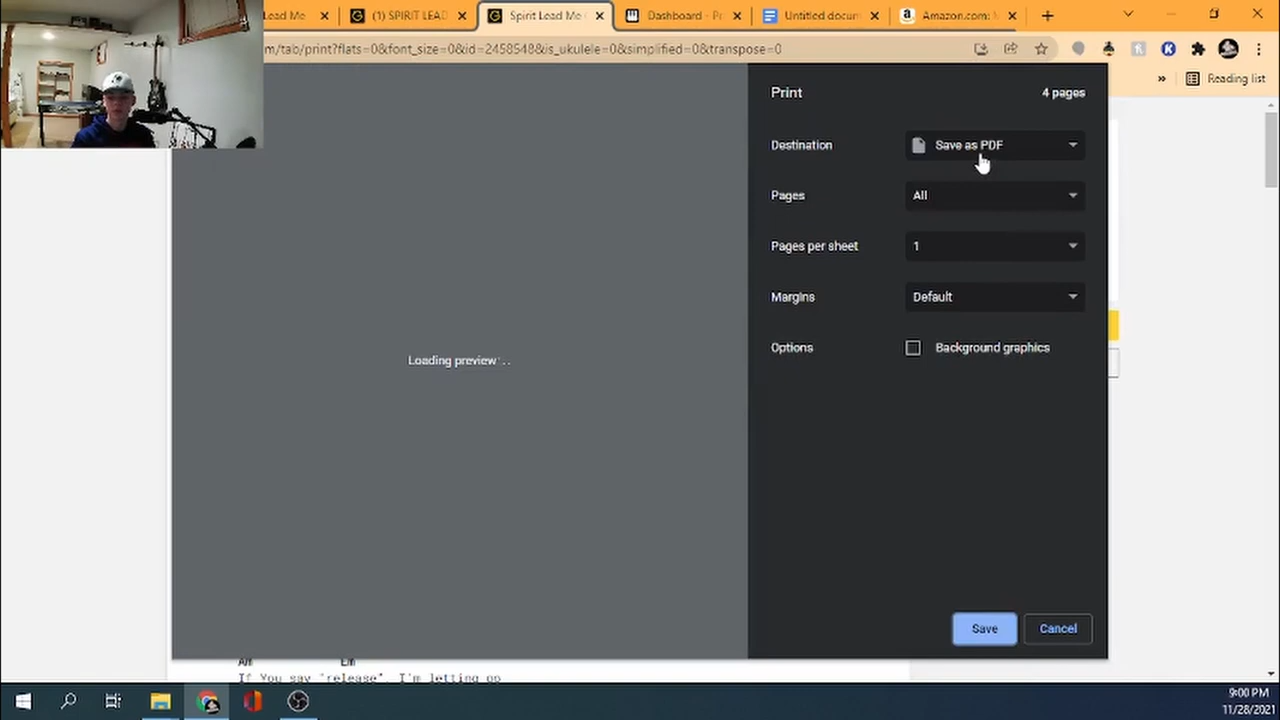 Lead Me
(1) SPIRIT LEAD
Spirit Lead Me
Dashboard - P
Untitled docum
Amazon.com:
m/tab/print?flats=0&font_size=0&id=2458548&is_ukulele=0&simplified=0&transpose=0
Reading list
Print
4 pages
Destination
Save as PDF
Pages
All
Pages per sheet
1
Margins
Default
Options
Background graphics
Loading preview...
Save
Cancel
Am Em
If You say "release", I'm letting go
9:00 PM
11/28/2021